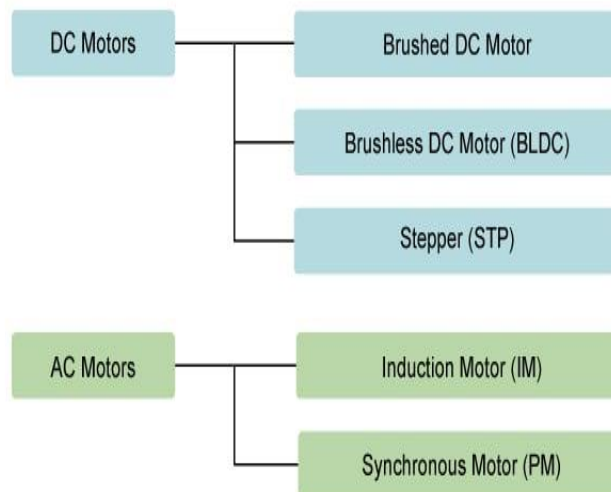 DC Motors
Brushed DC Motor
Brushless DC Motor (BLDC)
Stepper (STP)
AC Motors
Induction Motor (IM)
Synchronous Motor (PM)